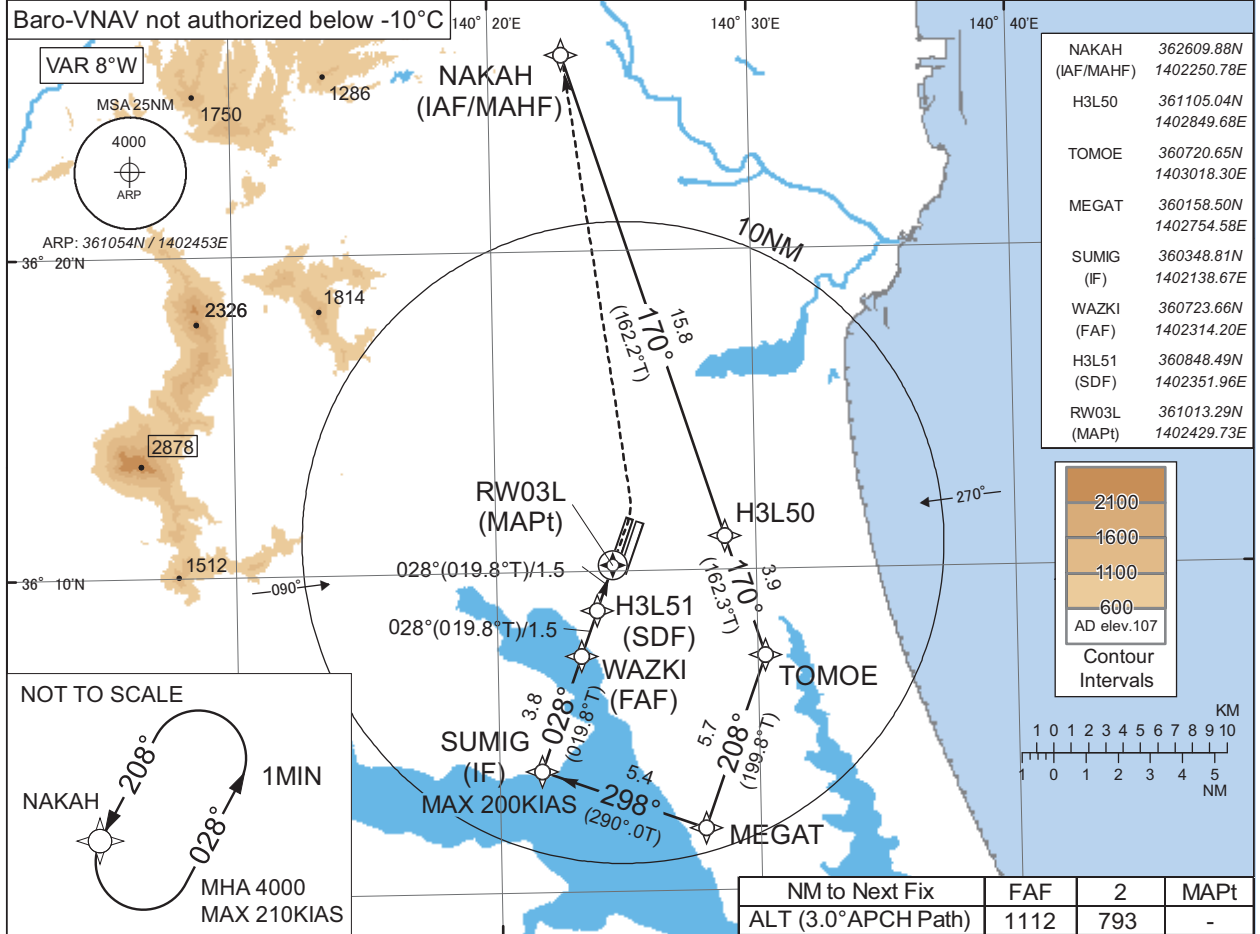 Baro-VNAV not authorized below -10°C
140° 20'E
140° 30'E
140° 40'E
VAR 8°W
MSA 25NM
4000
ARP
ARP: 361054N / 1402453E
1750
1286
NAKAH
(IAF/MAHF)
NAKAH 362609.88N
(IAF/MAHF) 1402250.78E
H3L50 361105.04N
1402849.68E
TOMOE 360720.65N
1403018.30E
MEGAT 360158.50N
1402754.58E
SUMIG 360348.81N
(IF) 1402138.67E
WAZKI 360723.66N
(FAF) 1402314.20E
H3L51 360848.49N
(SDF) 1402351.96E
RW03L 361013.29N
(MAPt) 1402429.73E
10NM
36° 20'N
2326
1814
15.8
170°
(162.2°T)
2878
1512
36° 10'N
090°
270°
RW03L
(MAPt)
H3L50
028°(019.8°T)/1.5
3.9
170°
(162.3°T)
H3L51
(SDF)
028°(019.8°T)/1.5
WAZKI
(FAF)
TOMOE
3.8
028°
(019.8°T)
5.7
208°
(199.8°T)
SUMIG
(IF)
MAX 200KIAS
5.4
298°
(290°.0T)
MEGAT
2100
1600
1100
600
AD elev.107
Contour
Intervals
KM
1 0 1 2 3 4 5 6 7 8 9 10
1 0 1 2 3 4 5
NM
NOT TO SCALE
208°
1MIN
NAKAH
028°
MHA 4000
MAX 210KIAS
NM to Next Fix FAF 2 MAPt
ALT (3.0°APCH Path) 1112 793 -